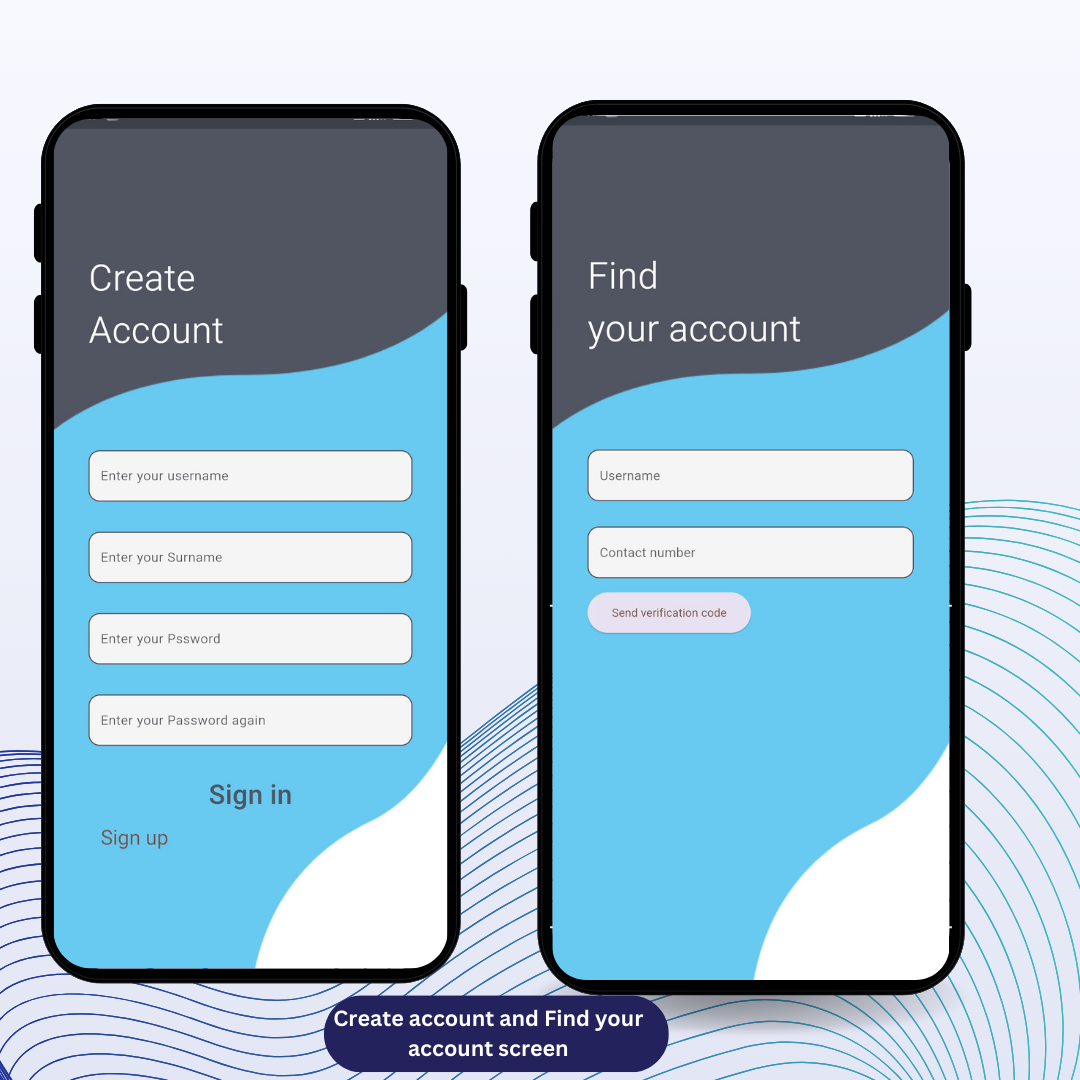 Create
Account
Enter your username
Enter your Surname
Enter your Pssword
Enter your Password again
Sign in
Sign up
Find
your account
Username
Contact number
Send verification code
Create account and Find your
account screen